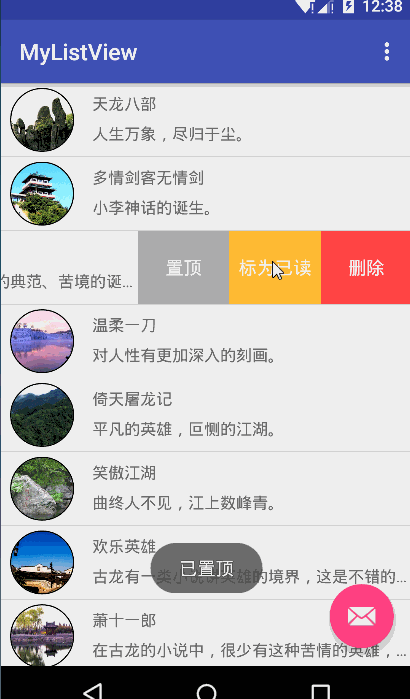 12:38
MyListView
天龙八部
人生万象，尽归于尘。
多情剑客无情剑
小李神话的诞生。
的典范、苦境的诞... 置顶 标为已读 删除
温柔一刀
对人性有更加深入的刻画。
倚天屠龙记
平凡的英雄，叵恻的江湖。
笑傲江湖
曲终人不见，江上数峰青。
欢乐英雄
古龙有一类小说讲英雄的境界，这是不错的...
已置顶
萧十一郎
在古龙的小说中，很少有这种苦情的英雄，...